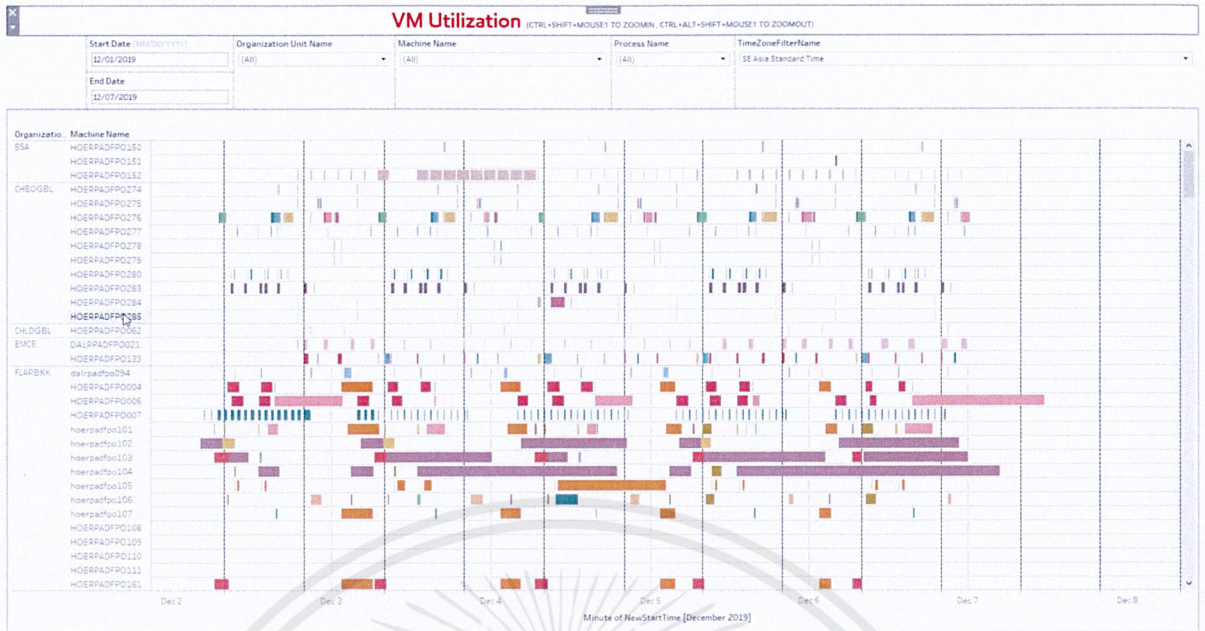 VM Utilization (CTRL+SHIFT+MOUSE1 TO ZOOMIN , CTRL+ALT+SHIFT+MOUSE1 TO ZOOMOUT)
Start Date (MM/DD/YYYY) Organization Unit Name Machine Name Process Name TimeZoneFilterName
12/01/2019 (All) (All) (All) SE Asia Standard Time
End Date
12/07/2019
Organizatio.. Machine Name
BSA HOERPADFPO150
HOERPADFPO151
HOERPADFPO152
CHBOGBL HOERPADFPO274
HOERPADFPO275
HOERPADFPO276
HOERPADFPO277
HOERPADFPO278
HOERPADFPO279
HOERPADFPO280
HOERPADFPO283
HOERPADFPO284
HOERPADFPO285
CHLDGBL HOERPADFPO062
EMCE DALRPADFPO021
HOERPADFPO133
FLARBKK dalrpadfpo094
HOERPADFPO004
HOERPADFPO006
HOERPADFPO007
hoerpadfpo101
hoerpadfpo102
hoerpadfpo103
hoerpadfpo104
hoerpadfpo105
hoerpadfpo106
hoerpadfpo107
HOERPADFPO108
HOERPADFPO109
HOERPADFPO110
HOERPADFPO111
HOERPADFPO161
Dec 2 Dec 3 Dec 4 Dec 5 Dec 6 Dec 7 Dec 8
Minute of NewStartTime [December 2019]